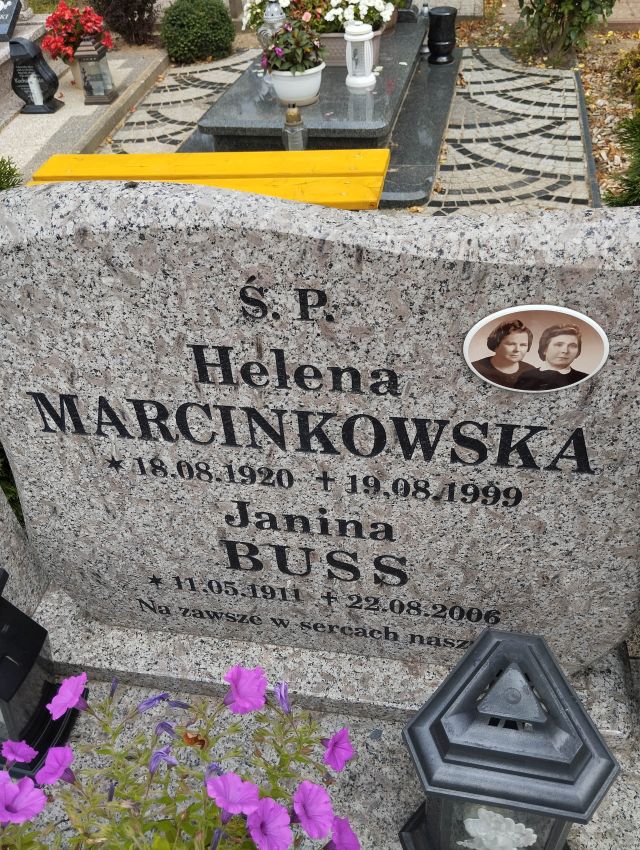 Ś. P.
Helena
MARCINKOWSKA
* 18.08.1920 † 19.08.1999
Janina
BUSS
* 11.05.1911 † 22.08.2006
Na zawsze w sercach